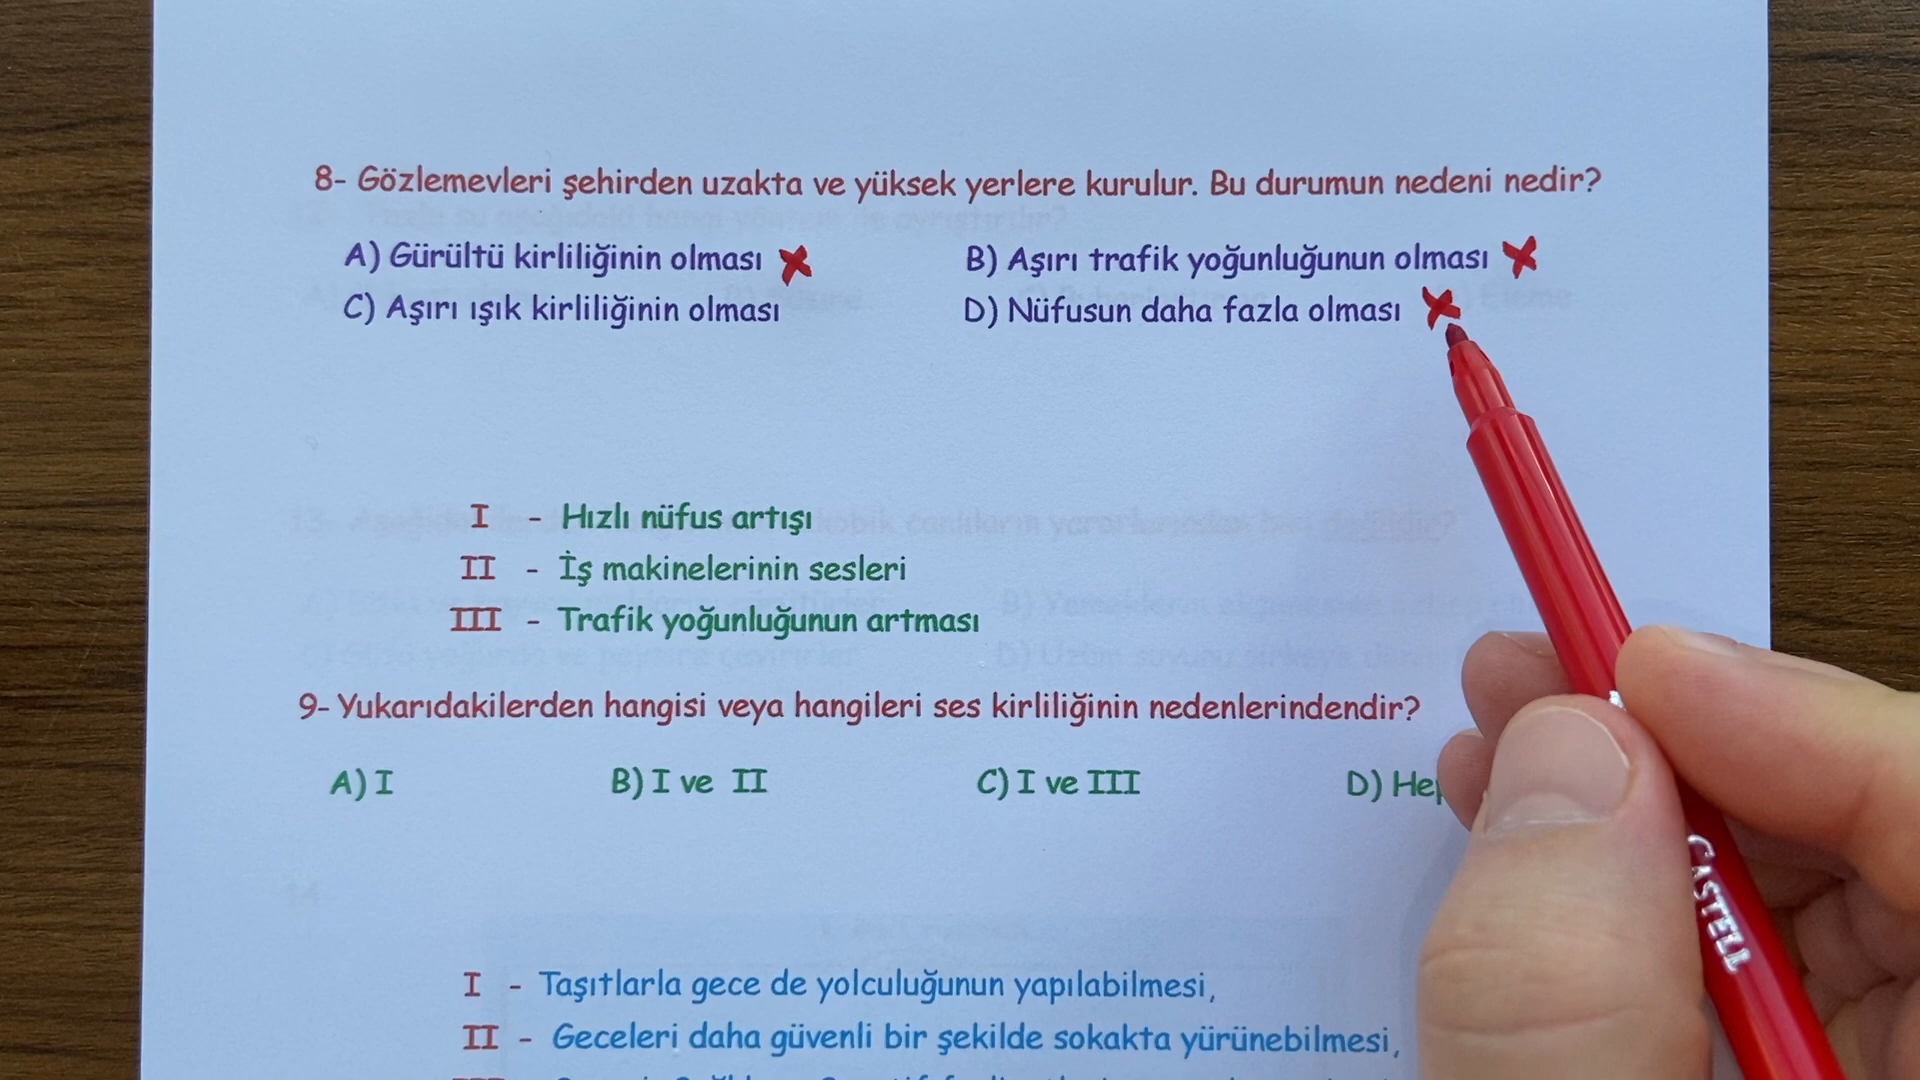 8- Gözlemevleri şehirden uzakta ve yüksek yerlere kurulur. Bu durumun nedeni nedir?
A) Gürültü kirliliğinin olması B) Aşırı trafik yoğunluğunun olması
C) Aşırı ışık kirliliğinin olması D) Nüfusun daha fazla olması
I - Hızlı nüfus artışı
II - İş makinelerinin sesleri
III - Trafik yoğunluğunun artması
9- Yukarıdakilerden hangisi veya hangileri ses kirliliğinin nedenlerindendir?
A) I B) I ve II C) I ve III D)
I - Taşıtlarla gece de yolculuğunun yapılabilmesi,
II - Geceleri daha güvenli bir şekilde sokakta yürünebilmesi,
CASTELL